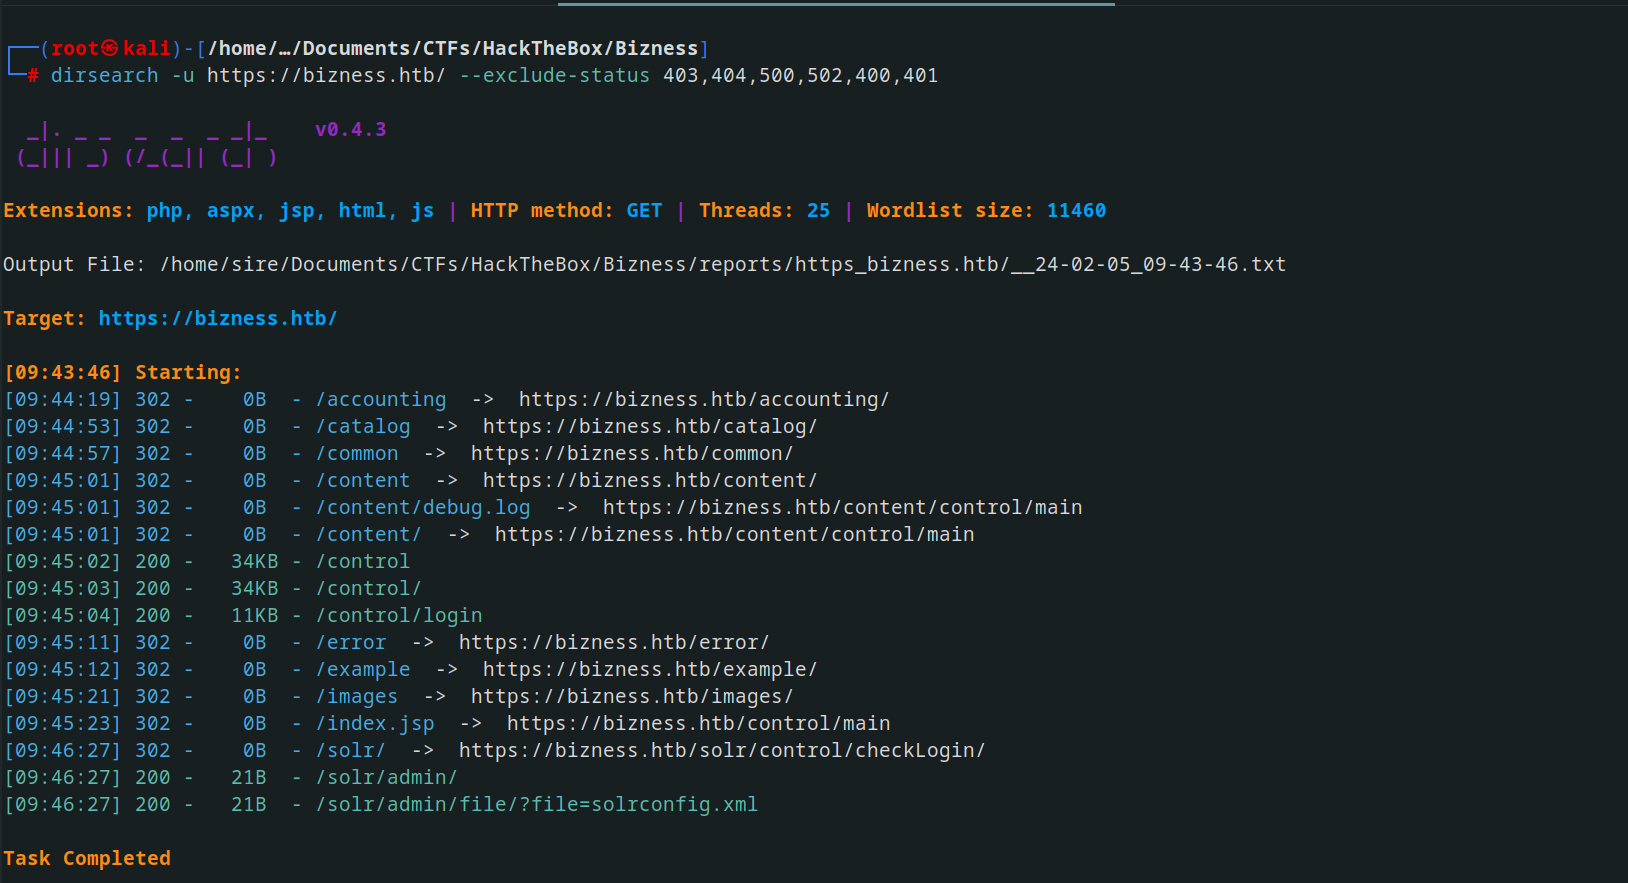 ┌──(root㉿kali)-[/home/…/Documents/CTFs/HackTheBox/Bizness]
└─# dirsearch -u https://bizness.htb/ --exclude-status 403,404,500,502,400,401
  _|. _ _  _  _  _ _|_    v0.4.3
 (_||| _) (/_(_|| (_| )
Extensions: php, aspx, jsp, html, js | HTTP method: GET | Threads: 25 | Wordlist size: 11460
Output File: /home/sire/Documents/CTFs/HackTheBox/Bizness/reports/https_bizness.htb/__24-02-05_09-43-46.txt
Target: https://bizness.htb/
[09:43:46] Starting:
[09:44:19] 302 -    0B  - /accounting  ->  https://bizness.htb/accounting/
[09:44:53] 302 -    0B  - /catalog  ->  https://bizness.htb/catalog/
[09:44:57] 302 -    0B  - /common  ->  https://bizness.htb/common/
[09:45:01] 302 -    0B  - /content  ->  https://bizness.htb/content/
[09:45:01] 302 -    0B  - /content/debug.log  ->  https://bizness.htb/content/control/main
[09:45:01] 302 -    0B  - /content/  ->  https://bizness.htb/content/control/main
[09:45:02] 200 -   34KB - /control
[09:45:03] 200 -   34KB - /control/
[09:45:04] 200 -   11KB - /control/login
[09:45:11] 302 -    0B  - /error  ->  https://bizness.htb/error/
[09:45:12] 302 -    0B  - /example  ->  https://bizness.htb/example/
[09:45:21] 302 -    0B  - /images  ->  https://bizness.htb/images/
[09:45:23] 302 -    0B  - /index.jsp  ->  https://bizness.htb/control/main
[09:46:27] 302 -    0B  - /solr/  ->  https://bizness.htb/solr/control/checkLogin/
[09:46:27] 200 -   21B  - /solr/admin/
[09:46:27] 200 -   21B  - /solr/admin/file/?file=solrconfig.xml
Task Completed